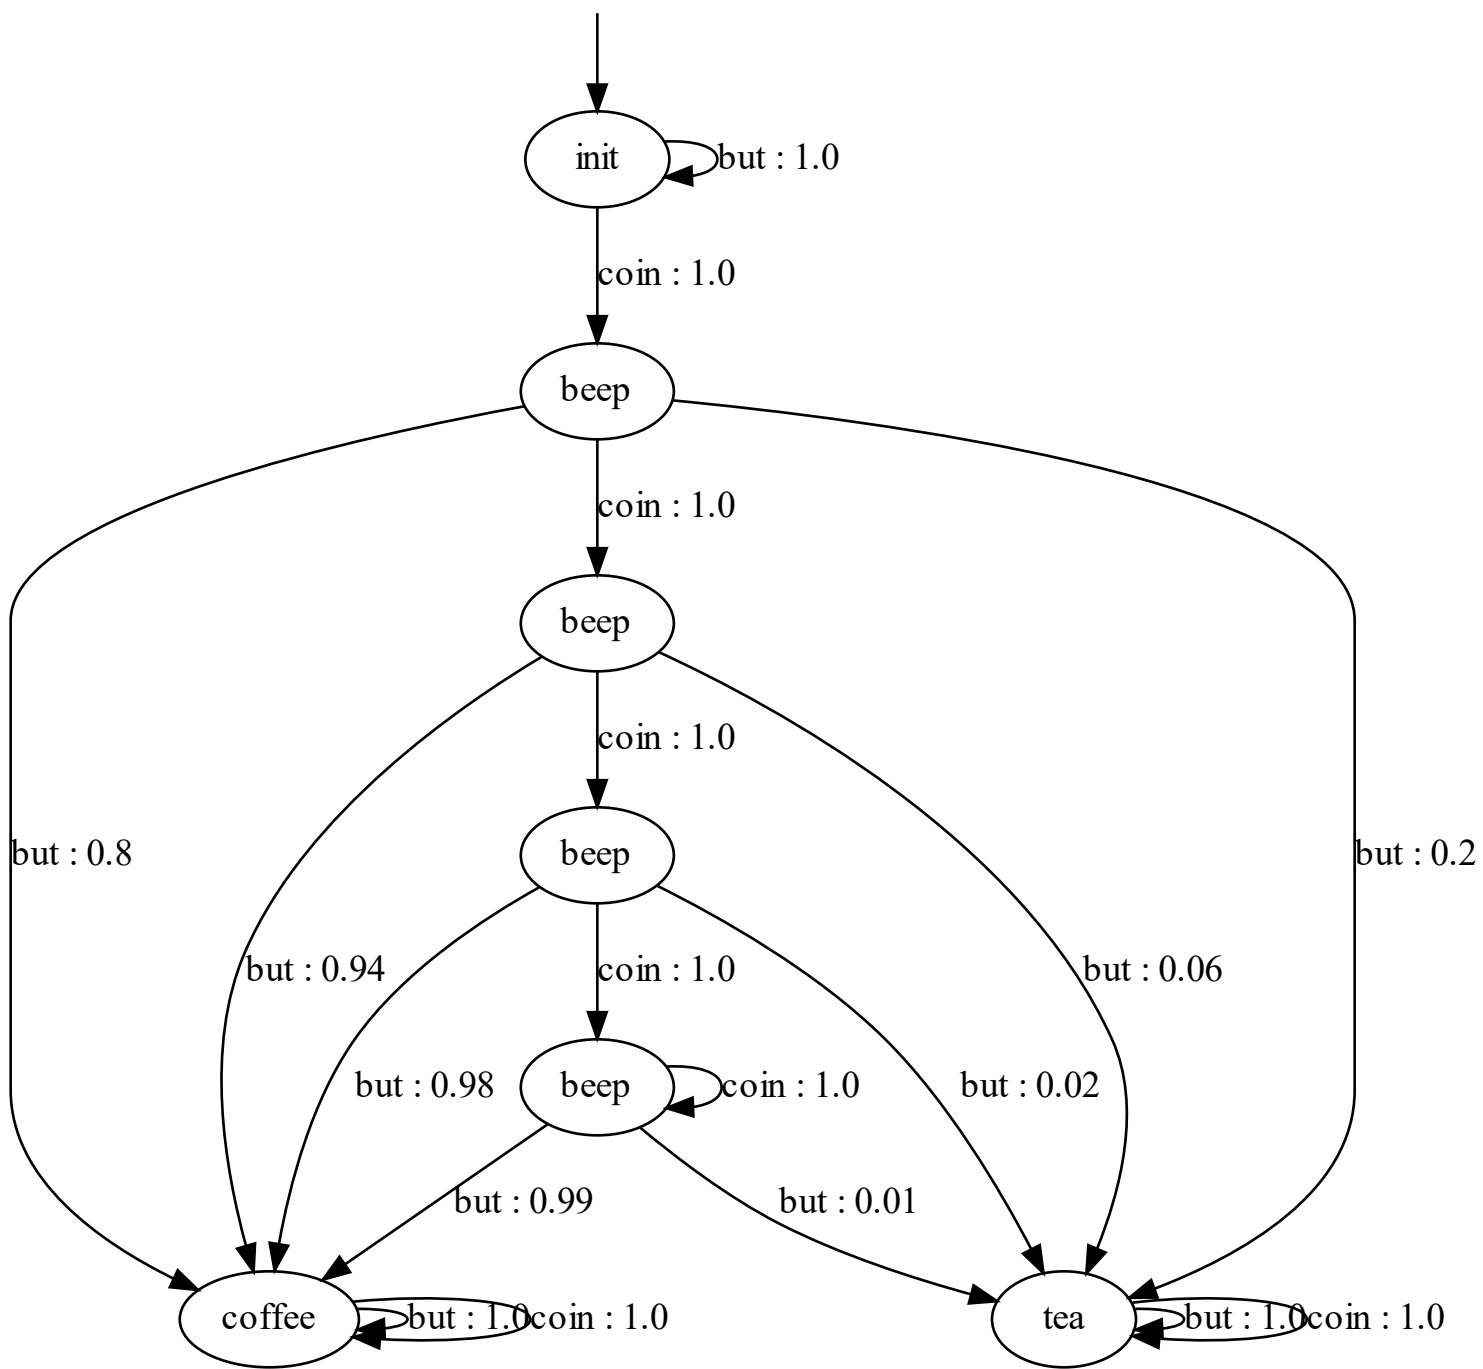 init
but : 1.0
coin : 1.0
beep
coin : 1.0
beep
coin : 1.0
beep
but : 0.8
but : 0.2
but : 0.94
coin : 1.0
but : 0.06
but : 0.98
beep
coin : 1.0
but : 0.02
but : 0.99
but : 0.01
coffee
but : 1.0
coin : 1.0
tea
but : 1.0
coin : 1.0